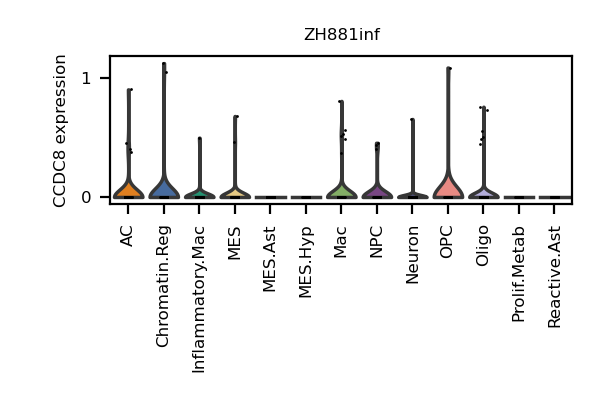 ZH881inf
CCDC8 expression
1
0
AC
Chromatin.Reg
Inflammatory.Mac
MES
MES.Ast
MES.Hyp
Mac
NPC
Neuron
OPC
Oligo
Prolif.Metab
Reactive.Ast